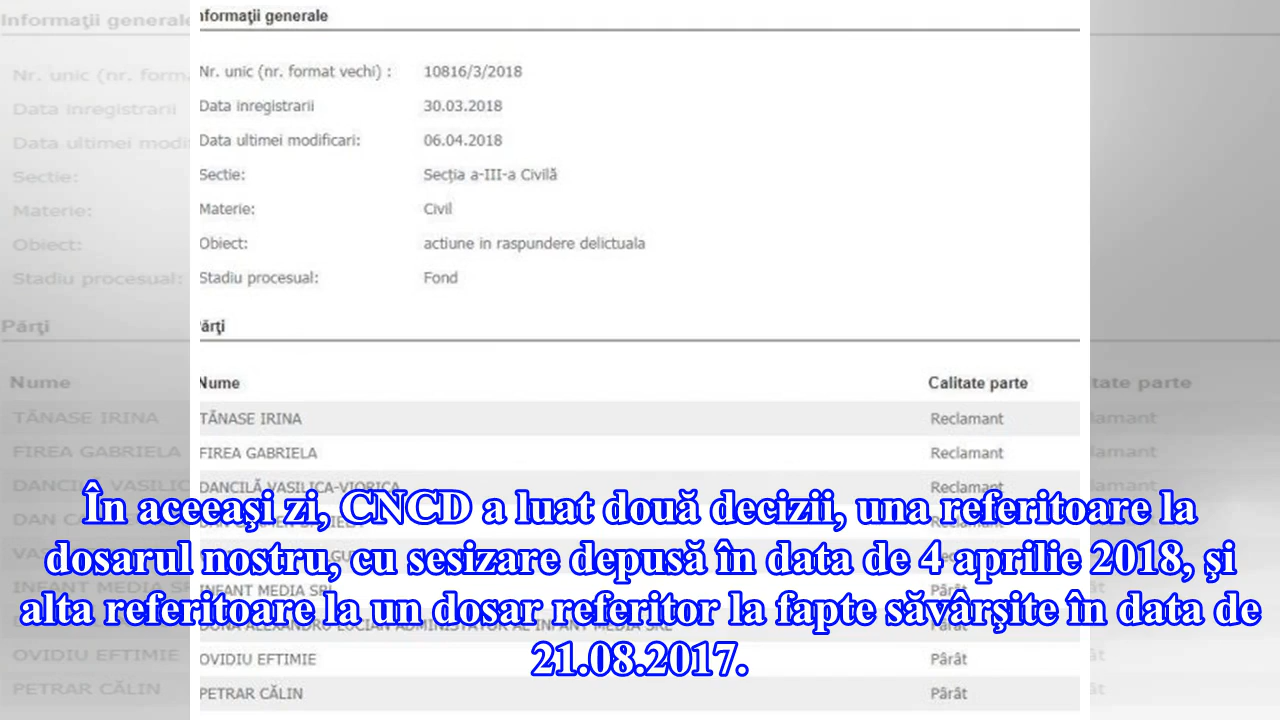 Informaţii generale
Nr. unic (nr. format vechi) : 10816/3/2018
Data inregistrarii 30.03.2018
Data ultimei modificari: 06.04.2018
Sectie: Secţia a-III-a Civilă
Materie: Civil
Obiect: actiune in raspundere delictuala
Stadiu procesual: Fond
Părţi
Nume Calitate parte
TĂNASE IRINA Reclamant
FIREA GABRIELA Reclamant
DANCILĂ VASILICA-VIORICA Reclamant
INFANT MEDIA SRL Pârât
OVIDIU EFTIMIE Pârât
PETRAR CĂLIN Pârât
În aceeaşi zi, CNCD a luat două decizii, una referitoare la
dosarul nostru, cu sesizare depusă în data de 4 aprilie 2018, şi
alta referitoare la un dosar referitor la fapte săvârşite în data de
21.08.2017.